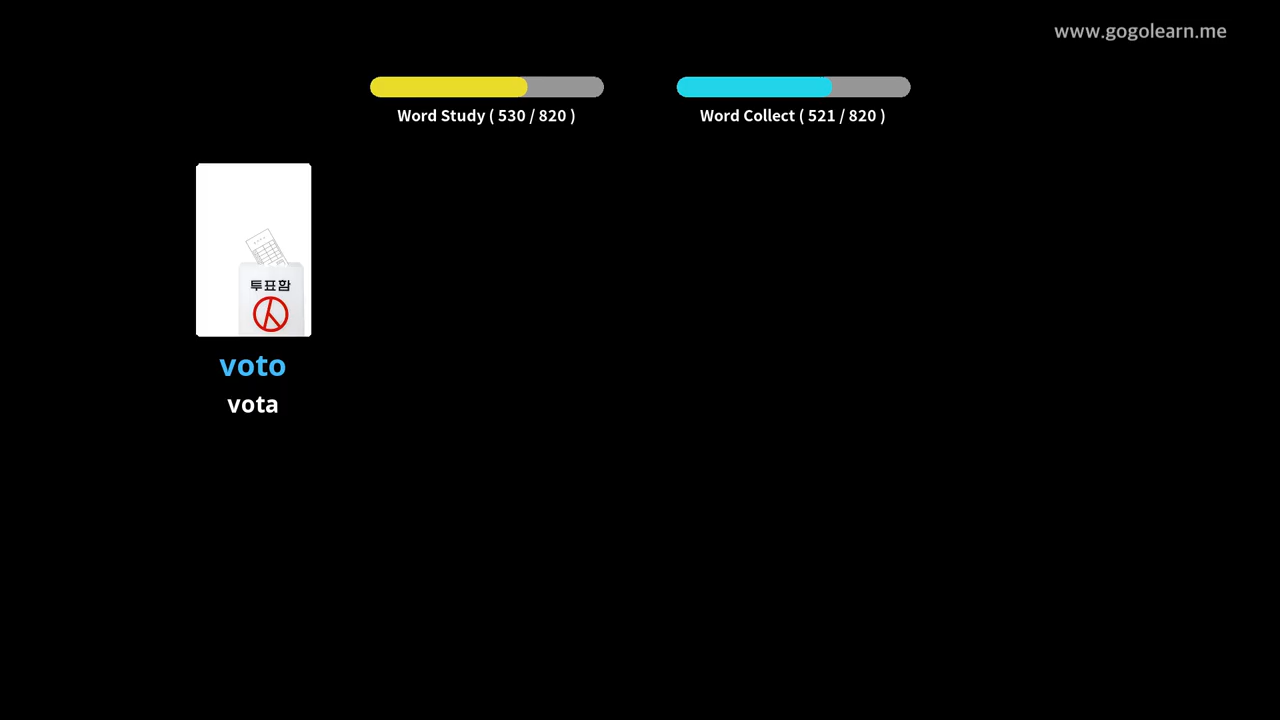 www.gogolearn.me
Word Study ( 530 / 820 )
Word Collect ( 521 / 820 )
투표함
voto
vota